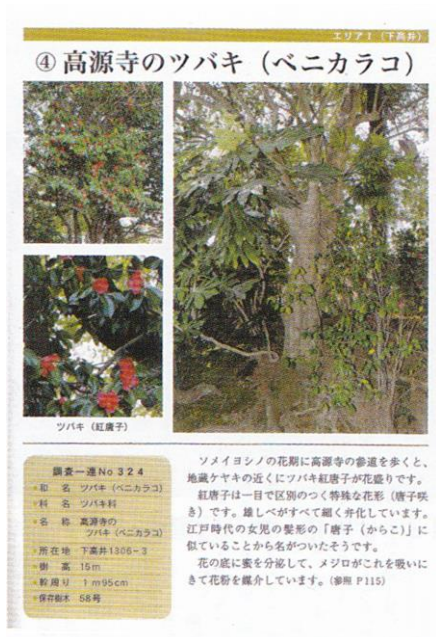 エリア1（下高井）
④ 高源寺のツバキ（ベニカラコ）
ツバキ（紅唐子）
調査一連No 324
・和 名 ツバキ（ベニカラコ）
・科 名 ツバキ科
・名 称 高源寺の
ツバキ（ベニカラコ）
・所在地 下高井1306-3
・樹 高 15m
・幹周り 1m95cm
・保存樹木 58号
ソメイヨシノの花期に高源寺の参道を歩くと、
地蔵ケヤキの近くにツバキ紅唐子が花盛りです。
紅唐子は一目で区別のつく特殊な花形（唐子咲
き）です。雄しべがすべて細く弁化しています。
江戸時代の女児の髪形の「唐子（からこ）」に
似ていることから名がついたそうです。
花の底に蜜を分泌して、メジロがこれを吸いに
きて花粉を媒介しています。（参照 P115）